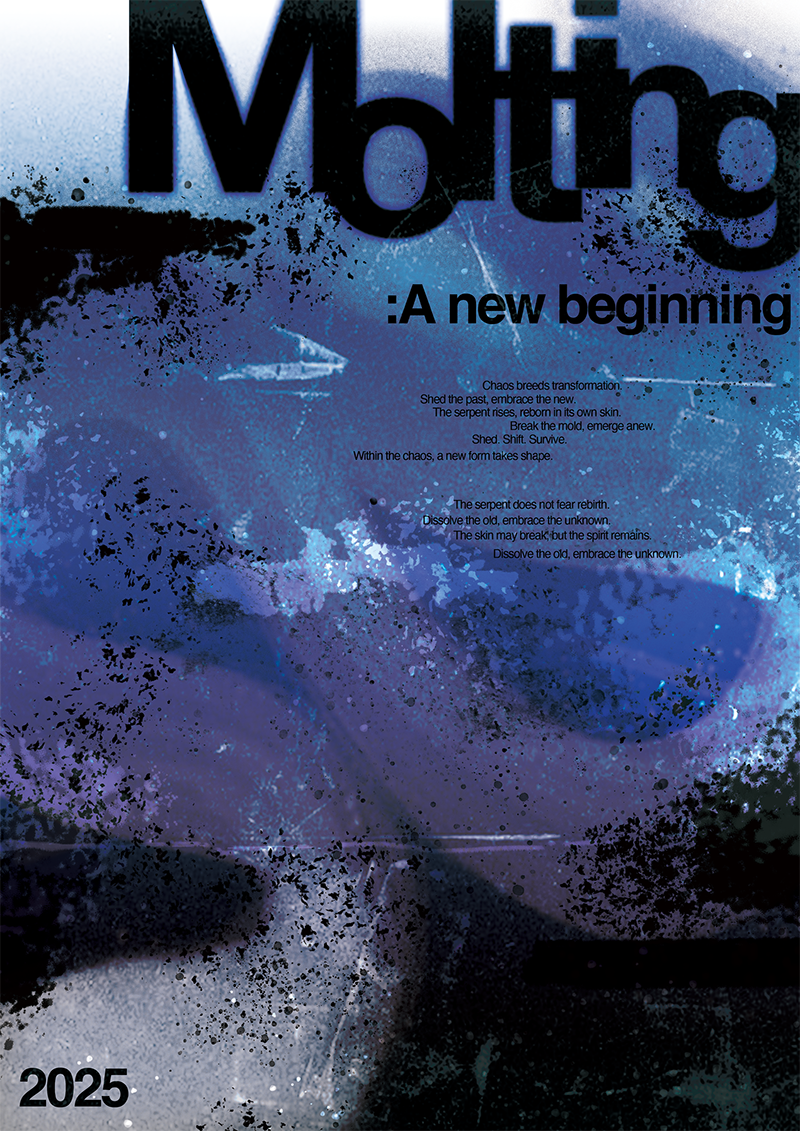 Molting
:A new beginning
Chaos breeds transformation.
Shed the past, embrace the new.
The serpent rises, reborn in its own skin.
Break the mold, emerge anew.
Shed. Shift. Survive.
Within the chaos, a new form takes shape.
The serpent does not fear rebirth.
Dissolve the old, embrace the unknown.
The skin may break, but the spirit remains.
Dissolve the old, embrace the unknown.
2025